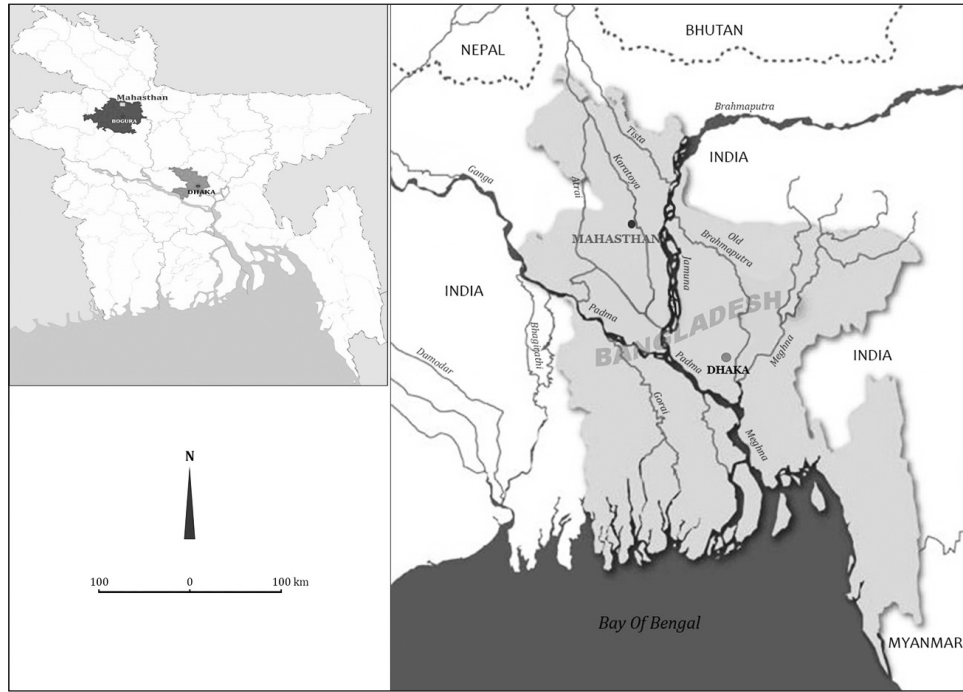 Mahasthan
BOGURA
DHAKA
N
100 0 100 km
NEPAL
BHUTAN
Brahmaputra
INDIA
Tista
Karatoya
Atrai
Ganga
MAHASTHAN
Old
Brahmaputra
Jamuna
INDIA
Padma
BANGLADESH
Bhagirathi
Meghna
INDIA
Damodar
Padma
DHAKA
Gorai
Meghna
Bay Of Bengal
MYANMAR